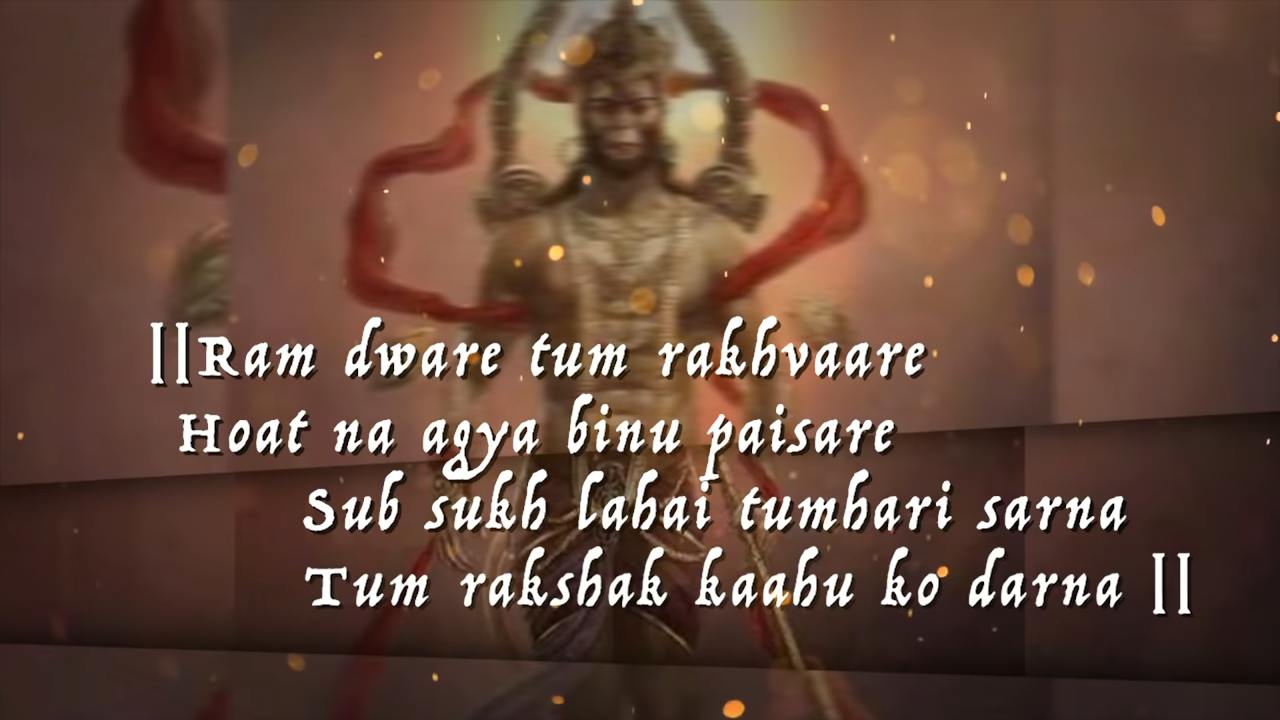 ||Ram dware tum rakhvaare
Hoat na agya binu paisare
Sub sukh lahai tumhari sarna
Tum rakshak kaahu ko darna ||